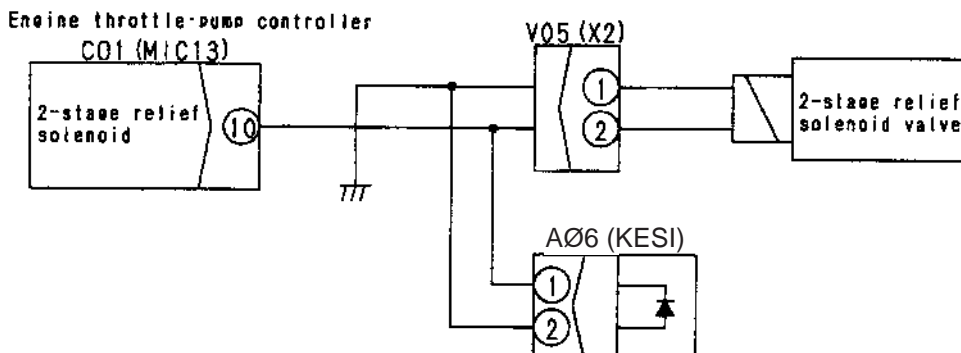 Engine throttle·pump controller
C01 (MIC13)
V05 (X2)
2-stage relief
solenoid
10
1
2
2-stage relief
solenoid valve
AØ6 (KESI)
1
2